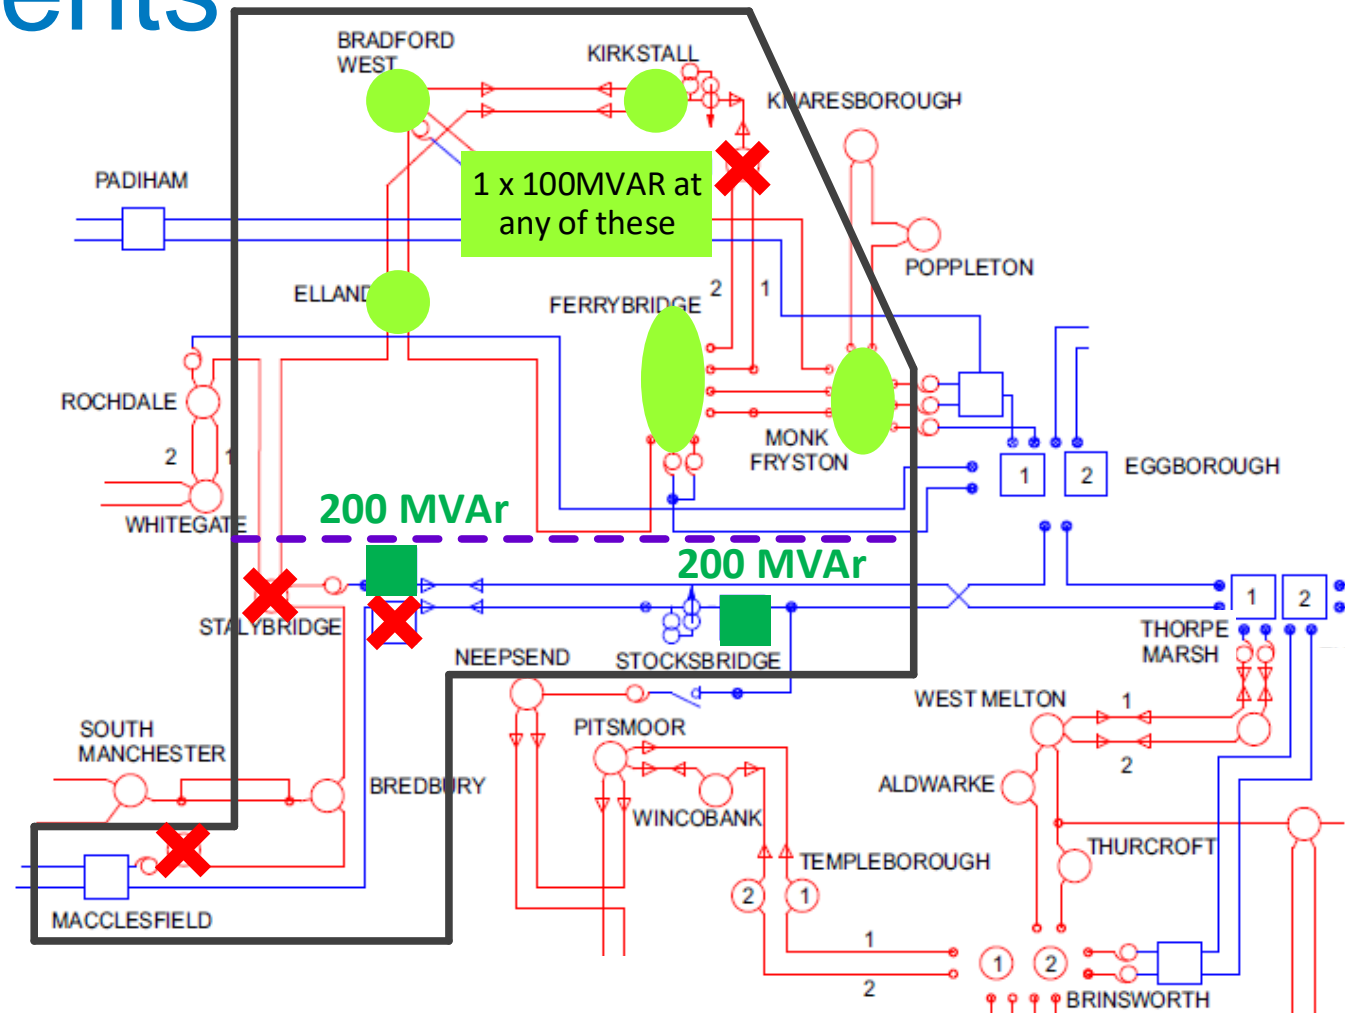 ents
BRADFORD
WEST
KIRKSTALL
KNARESBOROUGH
PADIHAM
1 x 100MVAR at
any of these
POPPLETON
ELLAND
FERRYBRIDGE
2
1
ROCHDALE
2
1
MONK
FRYSTON
1
2
EGGBOROUGH
WHITEGATE
200 MVAr
200 MVAr
STALYBRIDGE
1
2
THORPE
MARSH
NEEPSEND
STOCKSBRIDGE
WEST MELTON
1
2
SOUTH
MANCHESTER
PITSMOOR
BREDBURY
ALDWARKE
WINCOBANK
THURCROFT
TEMPLEBOROUGH
2
1
MACCLESFIELD
1
2
1
2
BRINSWORTH